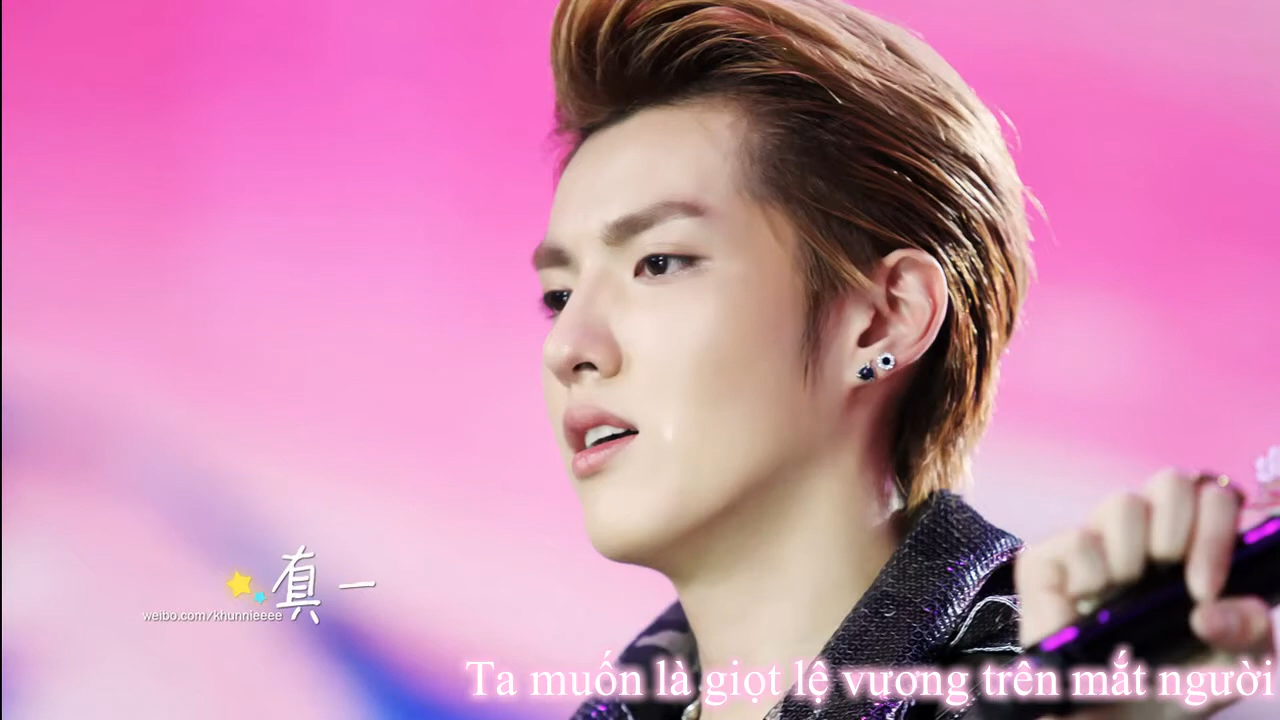 真一
weibo.com/khunnieeee
Ta muốn là giọt lệ vương trên mắt người